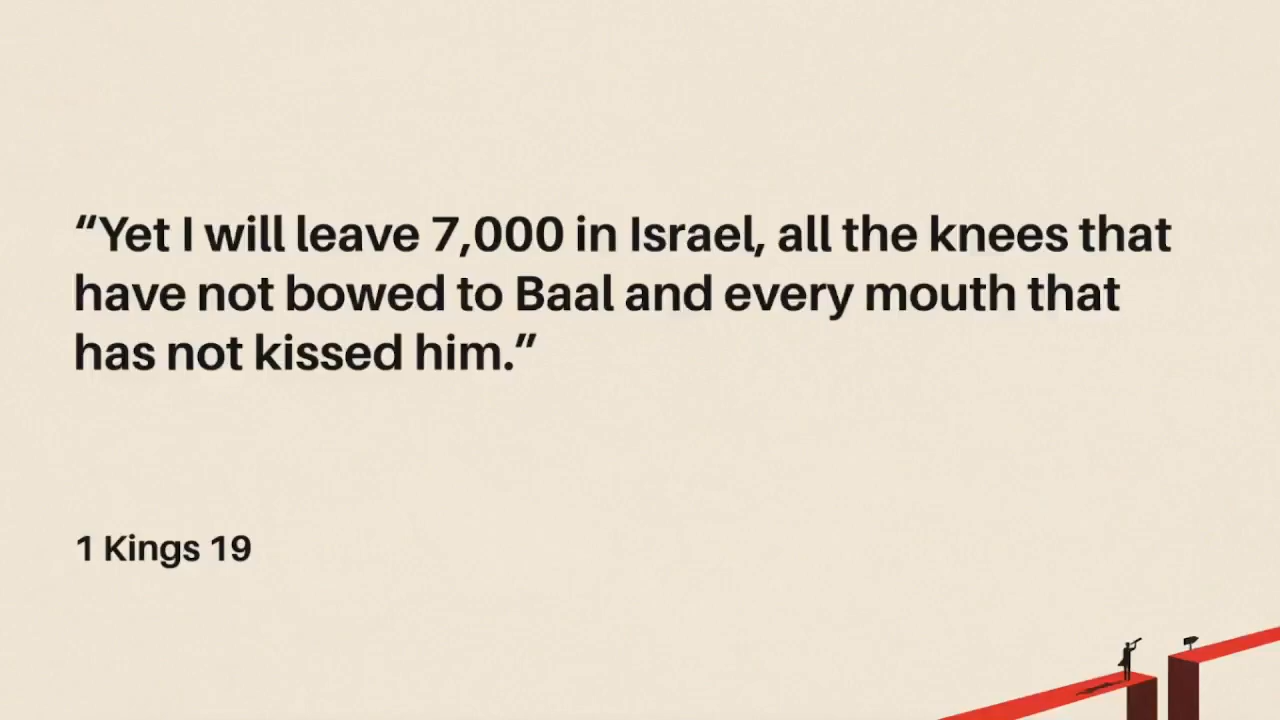 “Yet I will leave 7,000 in Israel, all the knees that
have not bowed to Baal and every mouth that
has not kissed him.”
1 Kings 19